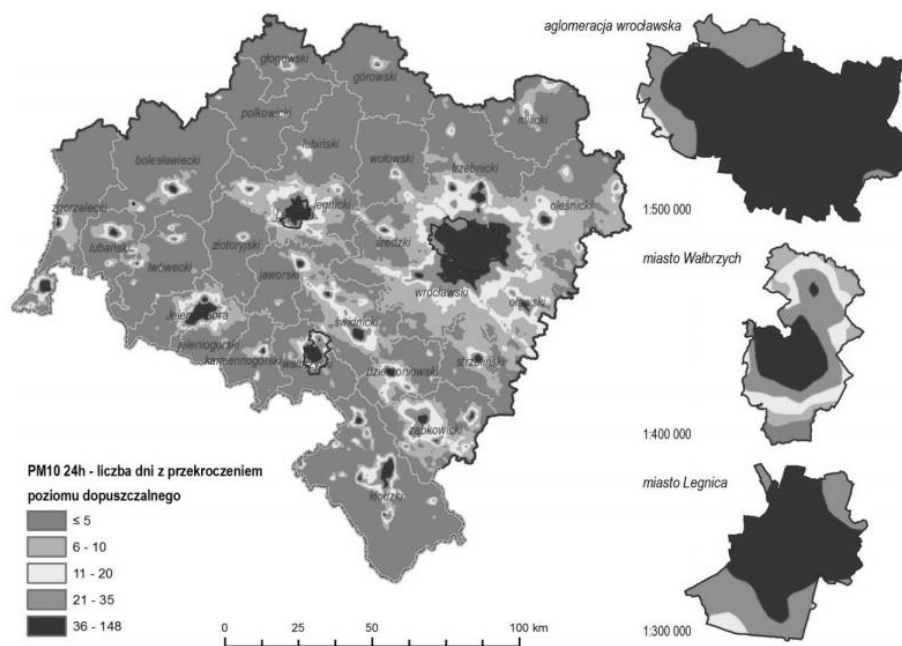 aglomeracja wrocławska
głogowski
górowski
polkowicki
milicki
lubiński
bolesławiecki
wołowski
trzebnicki
zgorzelecki
legnicki
oleśnicki
1:500 000
lubański
złotoryjski
średzki
lwówecki
jaworski
miasto Wałbrzych
wrocławski
oławski
Jelenia Góra
świdnicki
jeleniogórski
kamiennogórski
strzeliński
dzierżoniowski
1:400 000
ząbkowicki
PM10 24h - liczba dni z przekroczeniem
poziomu dopuszczalnego
miasto Legnica
kłodzki
≤ 5
6 - 10
11 - 20
21 - 35
36 - 148
0 25 50 100 km
1:300 000